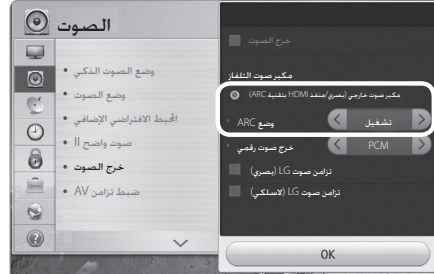 الصوت
وضع الصوت الذكي •
وضع الصوت •
المحيط الافتراضي الإضافي •
صوت واضح II •
خرج الصوت •
ضبط تزامن AV •
خرج الصوت
مكبر صوت التلفاز
مكبر صوت خارجي (بصري/منفذ HDMI بتقنية ARC)
وضع ARC
تشغيل
خرج صوت رقمي
PCM
تزامن صوت LG (بصري)
تزامن صوت LG (لاسلكي)
OK